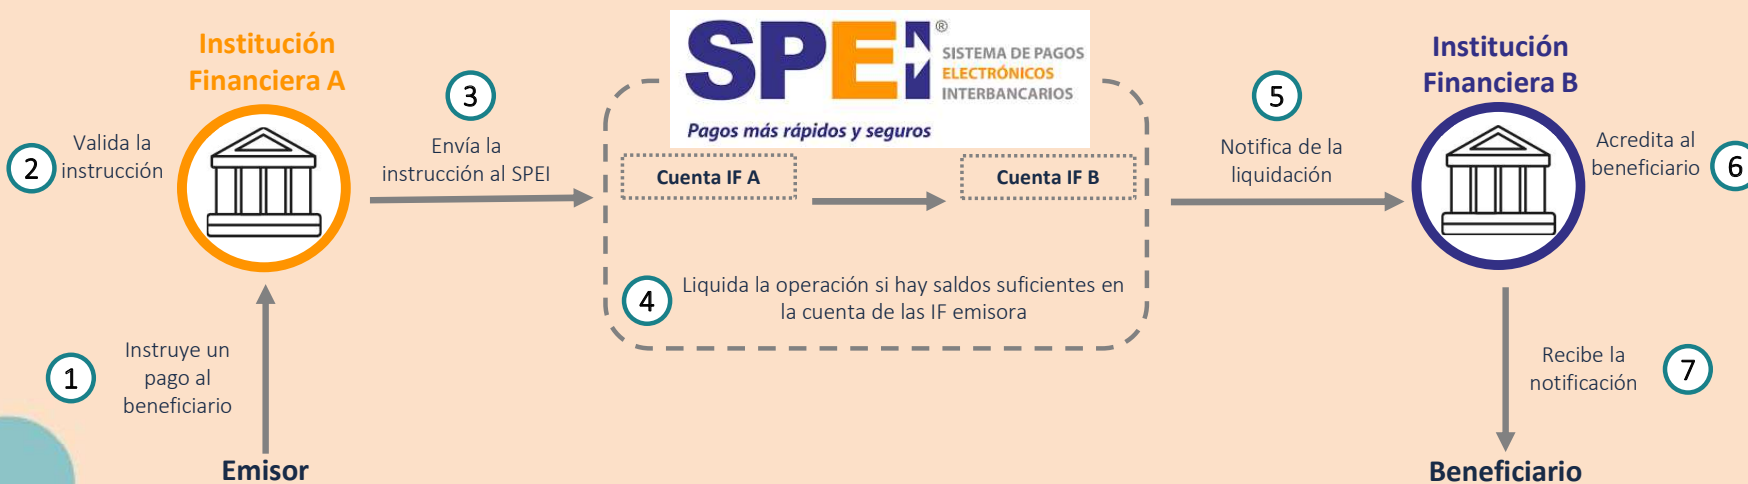 Institución
Financiera A
2
Valida la
instrucción
3
Envía la
instrucción al SPEI
1
Instruye un
pago al
beneficiario
Emisor
SPEI®
SISTEMA DE PAGOS
ELECTRÓNICOS
INTERBANCARIOS
Pagos más rápidos y seguros
Cuenta IF A
Cuenta IF B
4
Liquida la operación si hay saldos suficientes en
la cuenta de las IF emisora
5
Notifica de la
liquidación
Institución
Financiera B
Acredita al
beneficiario
6
Recibe la
notificación
7
Beneficiario